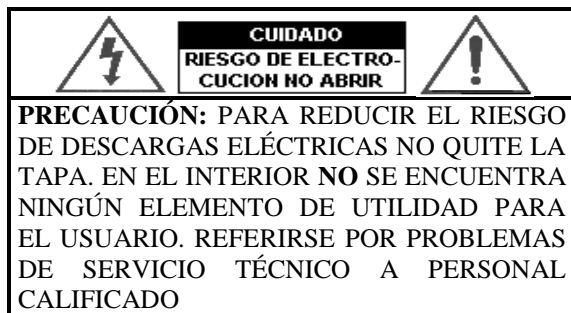 CUIDADO
RIESGO DE ELECTRO-
CUCION NO ABRIR
PRECAUCIÓN: PARA REDUCIR EL RIESGO
DE DESCARGAS ELÉCTRICAS NO QUITE LA
TAPA. EN EL INTERIOR NO SE ENCUENTRA
NINGÚN ELEMENTO DE UTILIDAD PARA
EL USUARIO. REFERIRSE POR PROBLEMAS
DE SERVICIO TÉCNICO A PERSONAL
CALIFICADO